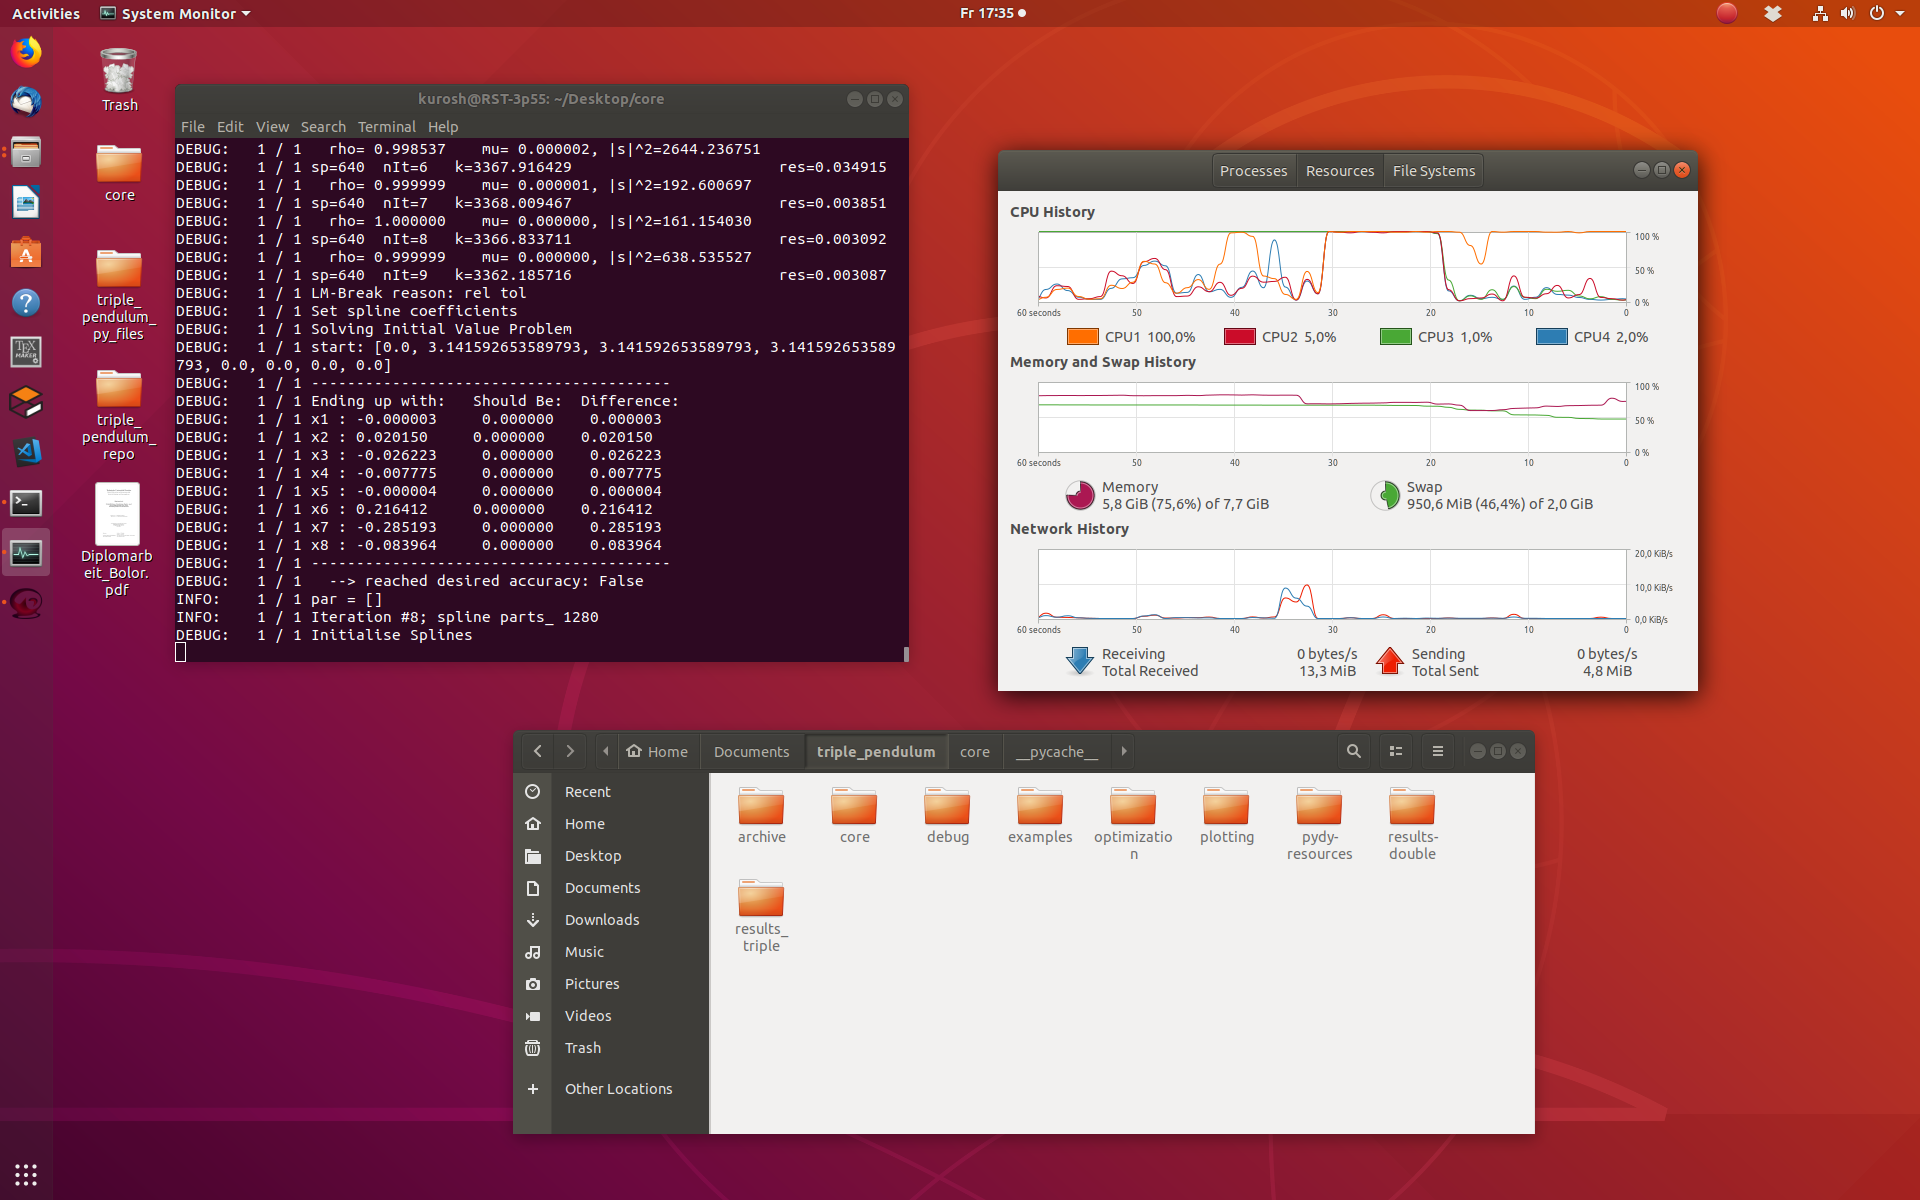 Activities
System Monitor
Fr 17:35
Trash
core
triple_
pendulum_
py_files
triple_
pendulum_
repo
Diplomarb
eit_Bolor.
pdf
kurosh@RST-3p55: ~/Desktop/core
File Edit View Search Terminal Help
DEBUG:   1 / 1   rho= 0.998537    mu= 0.000002, |s|^2=2644.236751
DEBUG:   1 / 1 sp=640  nIt=6   k=3367.916429                       res=0.034915
DEBUG:   1 / 1   rho= 0.999999    mu= 0.000001, |s|^2=192.600697
DEBUG:   1 / 1 sp=640  nIt=7   k=3368.009467                       res=0.003851
DEBUG:   1 / 1   rho= 1.000000    mu= 0.000000, |s|^2=161.154030
DEBUG:   1 / 1 sp=640  nIt=8   k=3366.833711                       res=0.003092
DEBUG:   1 / 1   rho= 0.999999    mu= 0.000000, |s|^2=638.535527
DEBUG:   1 / 1 sp=640  nIt=9   k=3362.185716                       res=0.003087
DEBUG:   1 / 1 LM-Break reason: rel tol
DEBUG:   1 / 1 Set spline coefficients
DEBUG:   1 / 1 Solving Initial Value Problem
DEBUG:   1 / 1 start: [0.0, 3.141592653589793, 3.141592653589793, 3.141592653589
793, 0.0, 0.0, 0.0, 0.0]
DEBUG:   1 / 1 ----------------------------------------
DEBUG:   1 / 1 Ending up with:   Should Be:  Difference:
DEBUG:   1 / 1 x1 : -0.000003     0.000000    0.000003
DEBUG:   1 / 1 x2 : 0.020150     0.000000    0.020150
DEBUG:   1 / 1 x3 : -0.026223     0.000000    0.026223
DEBUG:   1 / 1 x4 : -0.007775     0.000000    0.007775
DEBUG:   1 / 1 x5 : -0.000004     0.000000    0.000004
DEBUG:   1 / 1 x6 : 0.216412     0.000000    0.216412
DEBUG:   1 / 1 x7 : -0.285193     0.000000    0.285193
DEBUG:   1 / 1 x8 : -0.083964     0.000000    0.083964
DEBUG:   1 / 1 ----------------------------------------
DEBUG:   1 / 1   --> reached desired accuracy: False
INFO:    1 / 1 par = []
INFO:    1 / 1 Iteration #8; spline parts_ 1280
DEBUG:   1 / 1 Initialise Splines
Processes Resources File Systems
CPU History
100 %
50 %
0 %
60 seconds 50 40 30 20 10 0
CPU1 100,0% CPU2 5,0% CPU3 1,0% CPU4 2,0%
Memory and Swap History
100 %
50 %
0 %
60 seconds 50 40 30 20 10 0
Memory
5,8 GiB (75,6%) of 7,7 GiB
Swap
950,6 MiB (46,4%) of 2,0 GiB
Network History
20,0 KiB/s
10,0 KiB/s
0,0 KiB/s
60 seconds 50 40 30 20 10 0
Receiving 0 bytes/s
Total Received 13,3 MiB
Sending 0 bytes/s
Total Sent 4,8 MiB
Home Documents triple_pendulum core __pycache__
Recent
Home
Desktop
Documents
Downloads
Music
Pictures
Videos
Trash
Other Locations
archive
core
debug
examples
optimizatio
n
plotting
pydy-
resources
results-
double
results_
triple